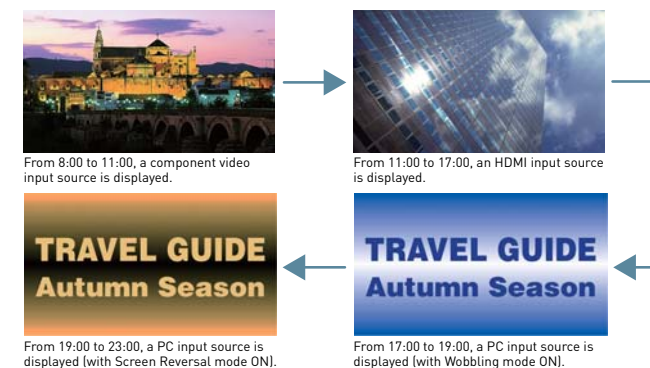 From 8:00 to 11:00, a component video
input source is displayed.
From 11:00 to 17:00, an HDMI input source
is displayed.
TRAVEL GUIDE
Autumn Season
From 19:00 to 23:00, a PC input source is
displayed (with Screen Reversal mode ON).
TRAVEL GUIDE
Autumn Season
From 17:00 to 19:00, a PC input source is
displayed (with Wobbling mode ON).